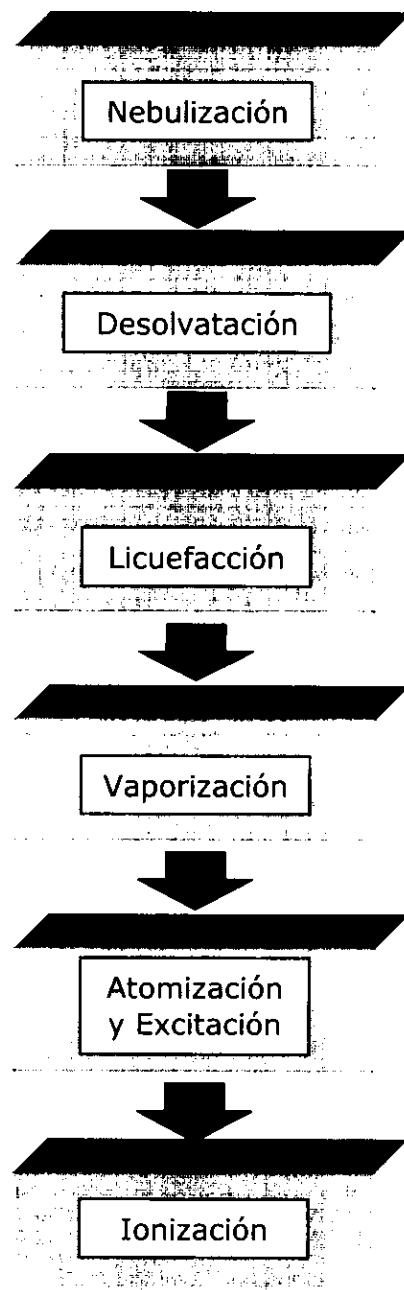 Nebulización
Desolvatación
Licuefacción
Vaporización
Atomización
y Excitación
Ionización